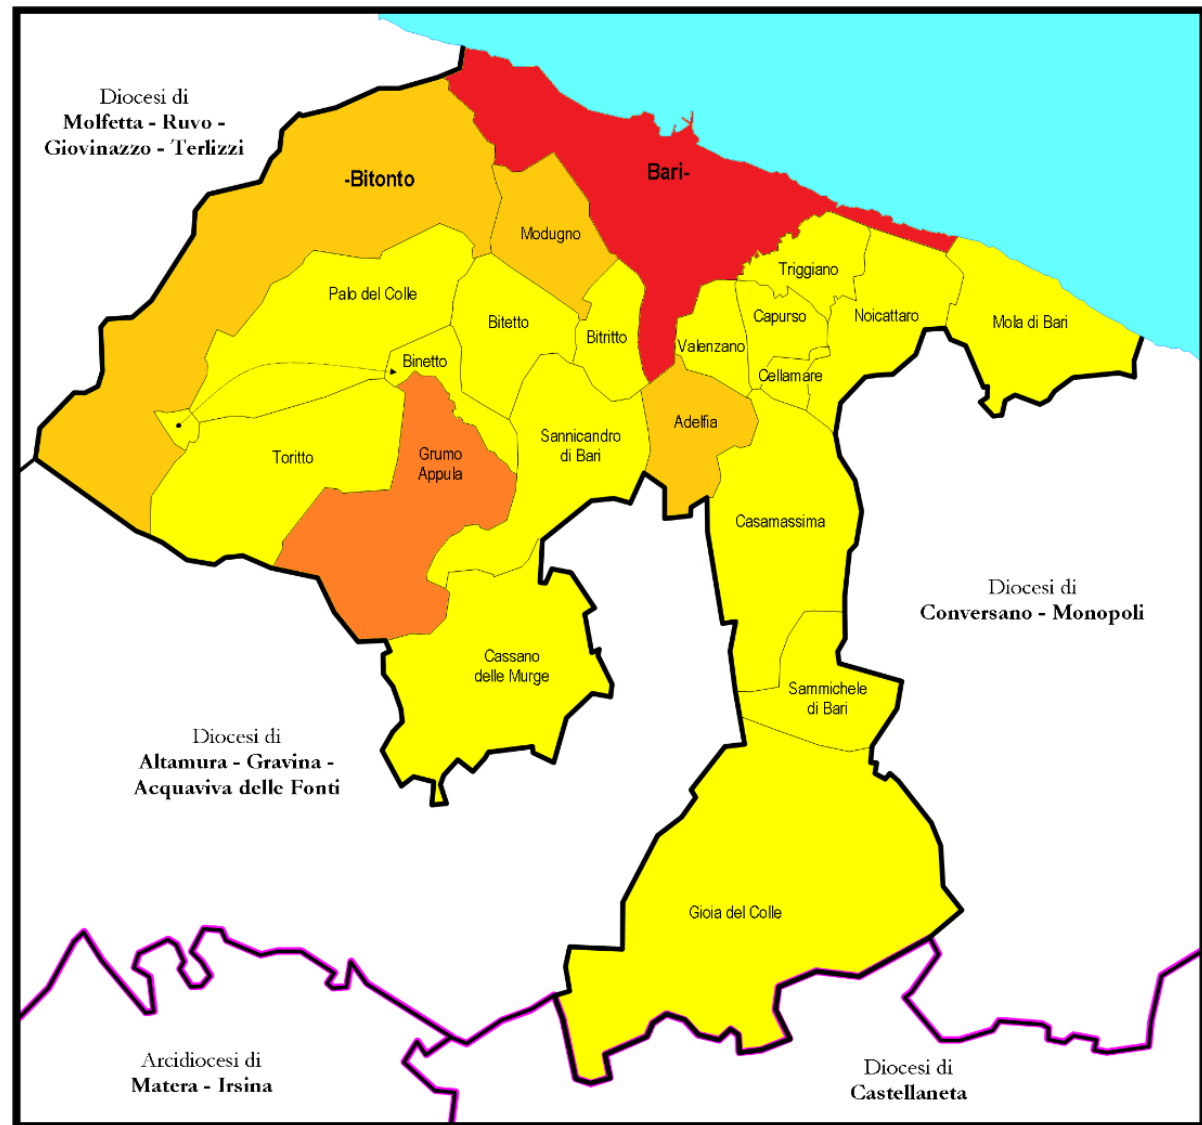 Diocesi di
Molfetta - Ruvo -
Giovinazzo - Terlizzi
-Bitonto
Bari-
Modugno
Triggiano
Palo del Colle
Capurso
Noicattaro
Bitetto
Mola di Bari
Bitritto
Valenzano
Binetto
Cellamare
Adelfia
Sannicandro
di Bari
Toritto
Grumo
Appula
Casamassima
Diocesi di
Conversano - Monopoli
Cassano
delle Murge
Sammichele
di Bari
Diocesi di
Altamura - Gravina -
Acquaviva delle Fonti
Gioia del Colle
Arcidiocesi di
Matera - Irsina
Diocesi di
Castellaneta